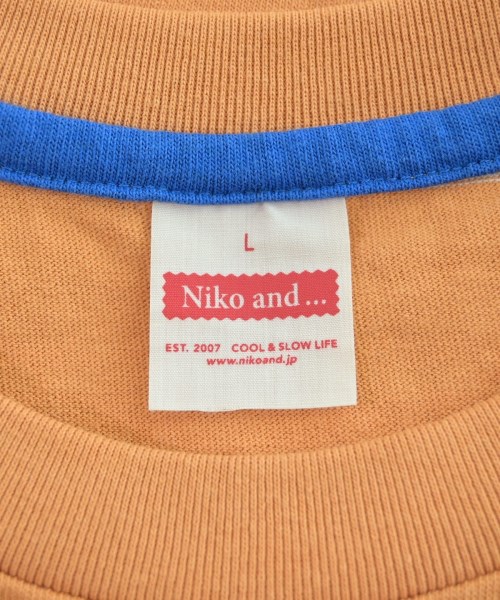 L
Niko and ...
EST. 2007 COOL & SLOW LIFE
www.nikoand.jp